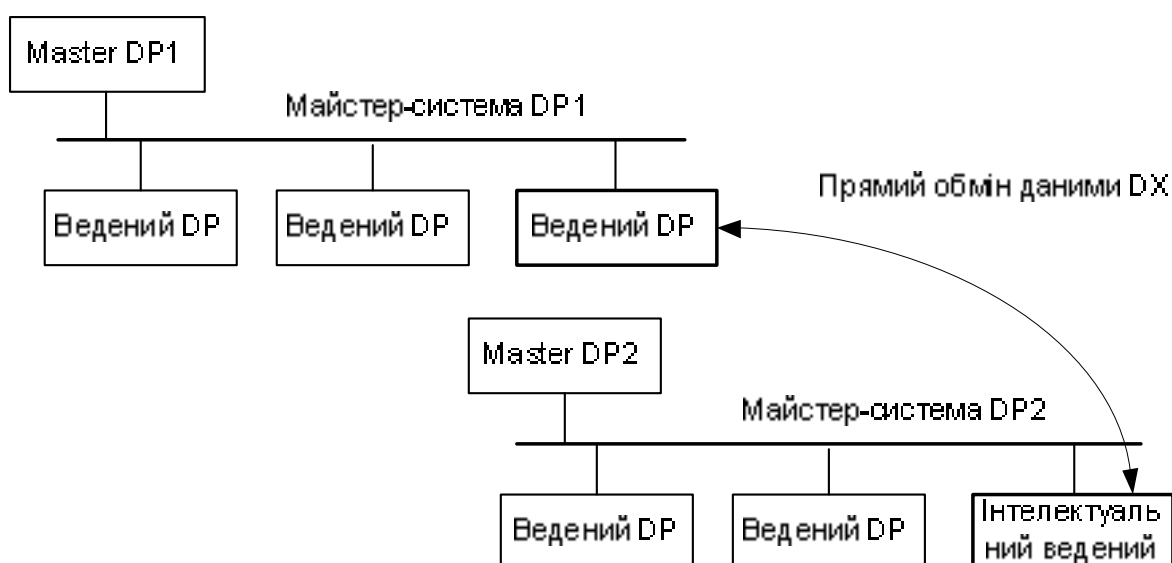 Master DP1
Майстер-система DP1
Ведений DP
Ведений DP
Ведений DP
Прямий обмін даними DX
Master DP2
Майстер-система DP2
Ведений DP
Ведений DP
Інтелектуаль
ний ведений